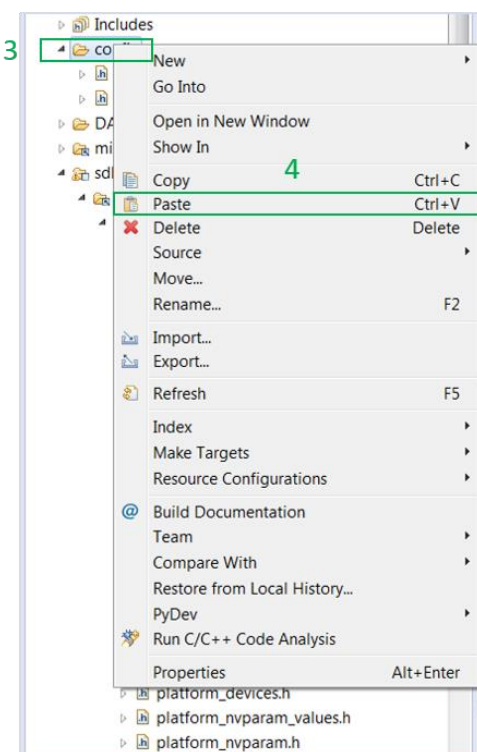 Includes
3
co
New
Go Into
DA
Open in New Window
mi
Show In
4
sdl
Copy Ctrl+C
Paste Ctrl+V
Delete Delete
Source
Move...
Rename... F2
Import...
Export...
Refresh F5
Index
Make Targets
Resource Configurations
@ Build Documentation
Team
Compare With
Restore from Local History...
PyDev
Run C/C++ Code Analysis
Properties Alt+Enter
platform_devices.h
platform_nvparam_values.h
platform_nvparam.h